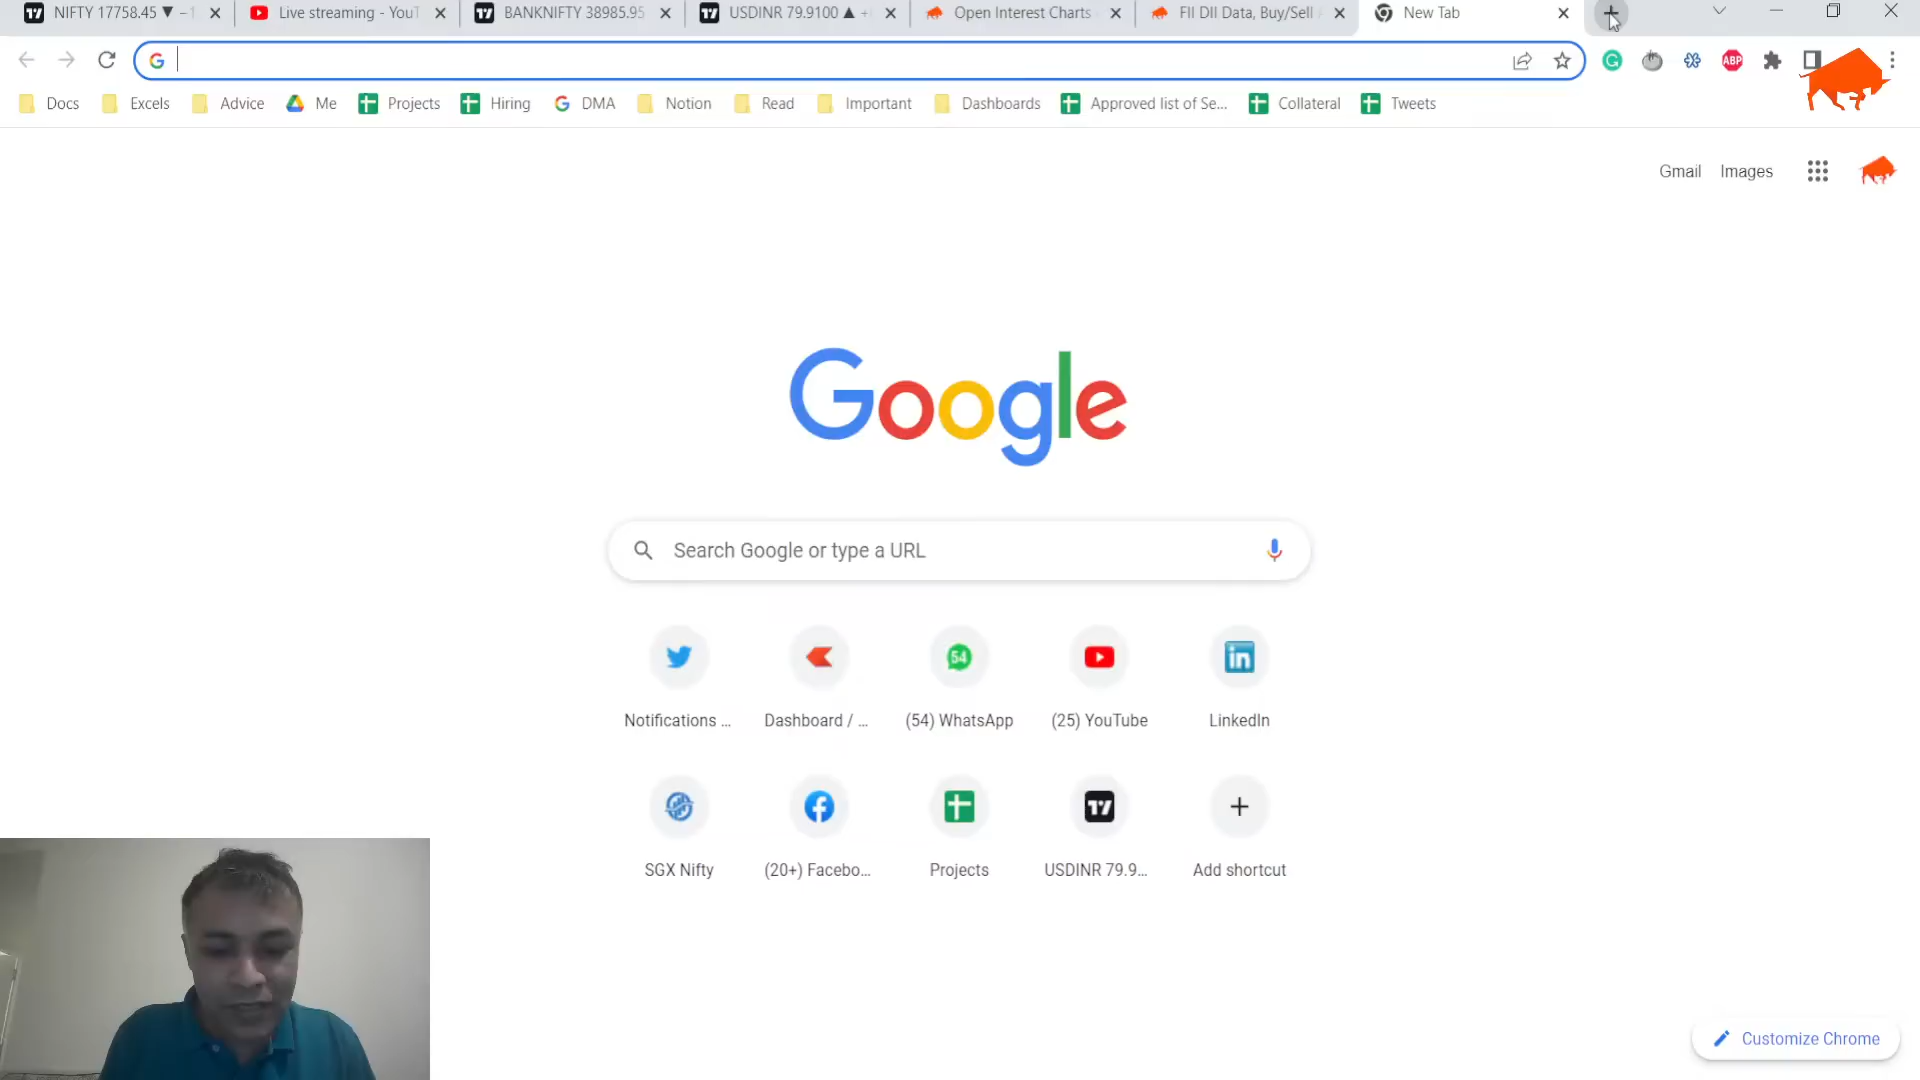 NIFTY 17758.45 ▼
Live streaming - YouT
BANKNIFTY 38985.95
USDINR 79.9100 ▲
Open Interest Charts
FII DII Data, Buy/Sell
New Tab
Docs Excels Advice Me Projects Hiring DMA Notion Read Important Dashboards Approved list of Se... Collateral Tweets
ABP
Gmail Images
Google
Search Google or type a URL
54
in
Notifications ... Dashboard / ... (54) WhatsApp (25) YouTube LinkedIn
SGX Nifty (20+) Facebo... Projects USDINR 79.9... Add shortcut
Customize Chrome